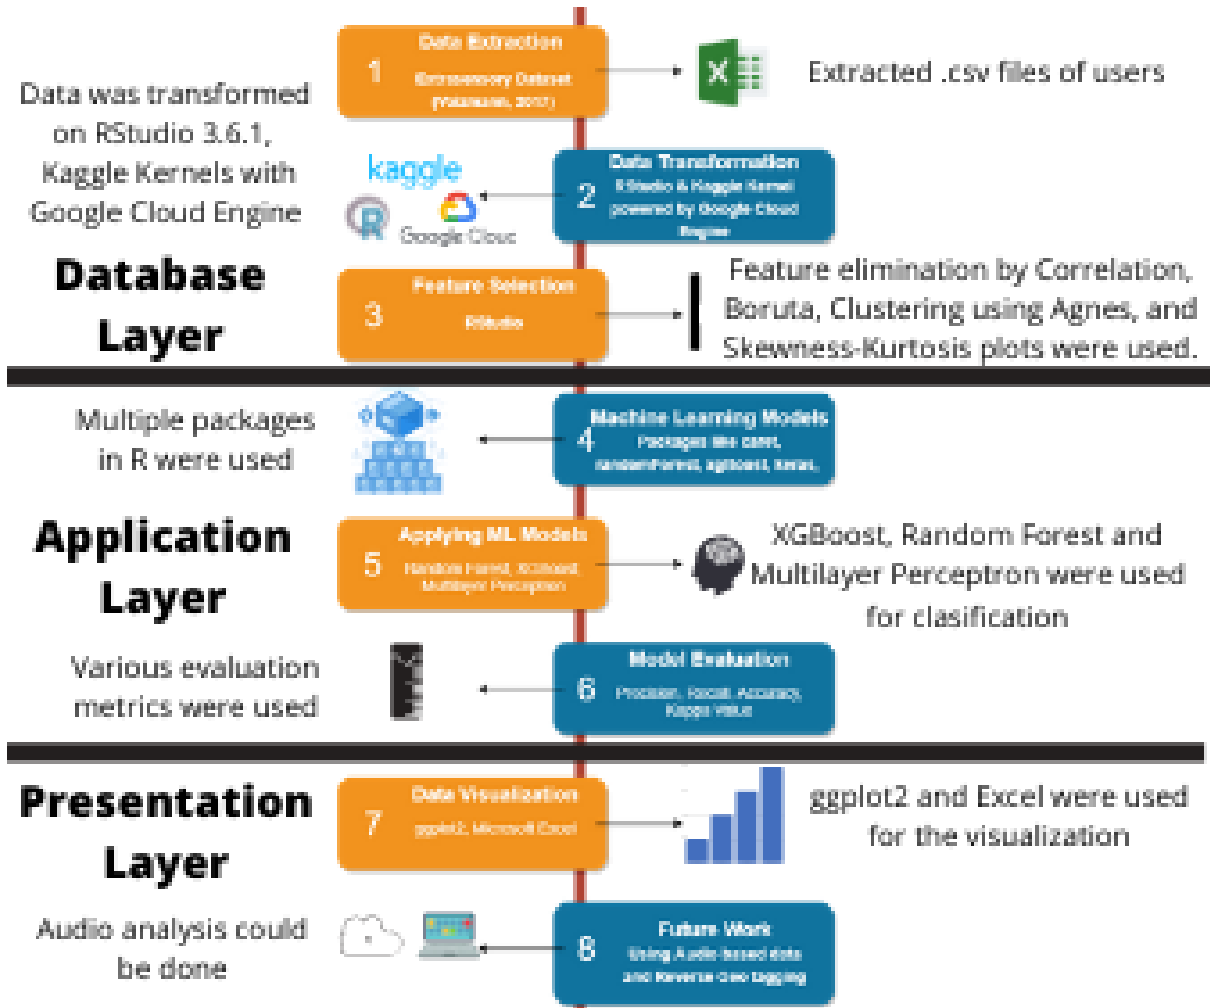 Data Extraction
1
Extrasensory Dataset
(Vaizmann, 2017)
Extracted .csv files of users
Data was transformed
on RStudio 3.6.1,
Kaggle Kernels with
Google Cloud Engine
kaggle
R
Google Cloud
Data Transformation
2
RStudio & Kaggle Kernel
powered by Google Cloud
Engine
Database
Layer
Feature Selection
3
RStudio
Feature elimination by Correlation,
Boruta, Clustering using Agnes, and
Skewness-Kurtosis plots were used.
Multiple packages
in R were used
Machine Learning Models
4
Packages like caret,
randomForest, xgboost, keras,
Application
Layer
Applying ML Models
5
Random Forest, XGBoost,
Multilayer Perceptron
XGBoost, Random Forest and
Multilayer Perceptron were used
for clasification
Various evaluation
metrics were used
Model Evaluation
6
Precision, Recall, Accuracy,
Kappa Value
Presentation
Layer
Data Visualization
7
ggplot2, Microsoft Excel
ggplot2 and Excel were used
for the visualization
Audio analysis could
be done
Future Work
8
Using Audio based data
and Reverse Geo tagging